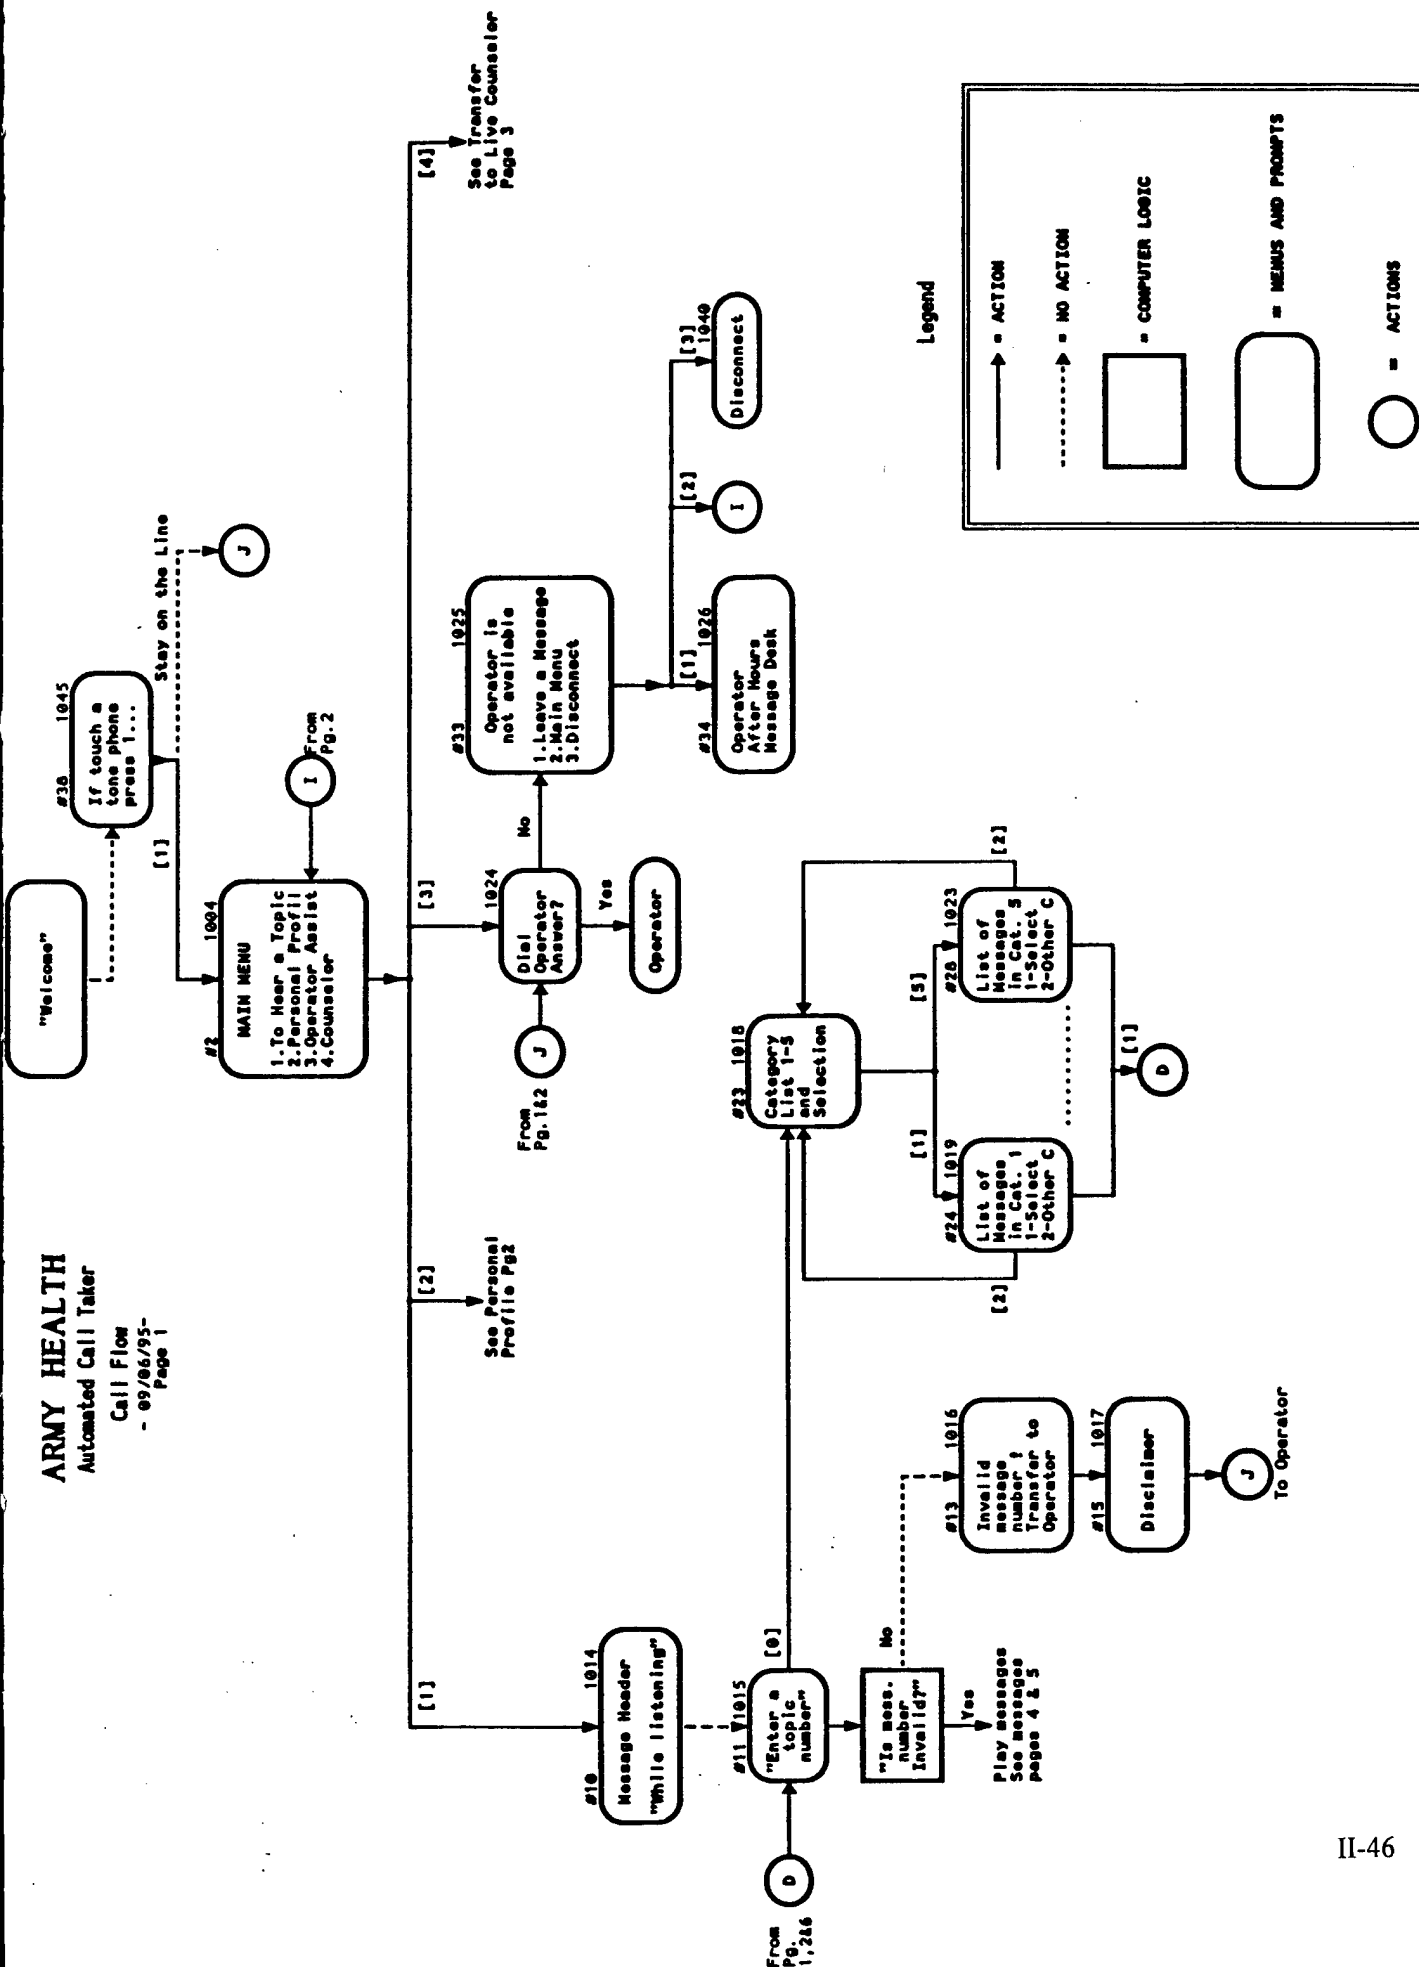 ARMY HEALTH
Automated Call Taker
Call Flow
- 09/06/95-
Page 1
"Welcome"
#38 1045
If touch a
tone phone
press 1...
[1]
Stay on the Line
J
#2 1004
MAIN MENU
1.To Hear a Topic
2.Personal Profil
3.Operator Assist
4.Counselor
I
From
Pg.2
[1]
[2]
[3]
[4]
See Personal
Profile Pg2
See Transfer
to Live Counselor
Page 3
From
Pg.1&2
J
1024
Dial
Operator
Answer?
No
Yes
Operator
#33 1025
Operator is
not available
1.Leave a Message
2.Main Menu
3.Disconnect
[1]
[2]
[3]
#34 1026
Operator
After Hours
Message Desk
I
1040
Disconnect
#10 1014
Message Header
"While listening"
From
Pg.
1,2&6
D
#11 1015
"Enter a
topic
number"
[0]
"Is mess.
number
Invalid?"
No
Yes
Play messages
See messages
pages 4 & 5
#13 1016
Invalid
message
number !
Transfer to
Operator
#15 1017
Disclaimer
J
To Operator
#23 1018
Category
List 1-5
and
Selection
[1]
[5]
[2]
[2]
#24 1019
List of
Messages
in Cat. 1
1-Select
2-Other C
#28 1023
List of
Messages
in Cat. 5
1-Select
2-Other C
[1]
D
Legend
= ACTION
= NO ACTION
= COMPUTER LOGIC
= MENUS AND PROMPTS
= ACTIONS
II-46